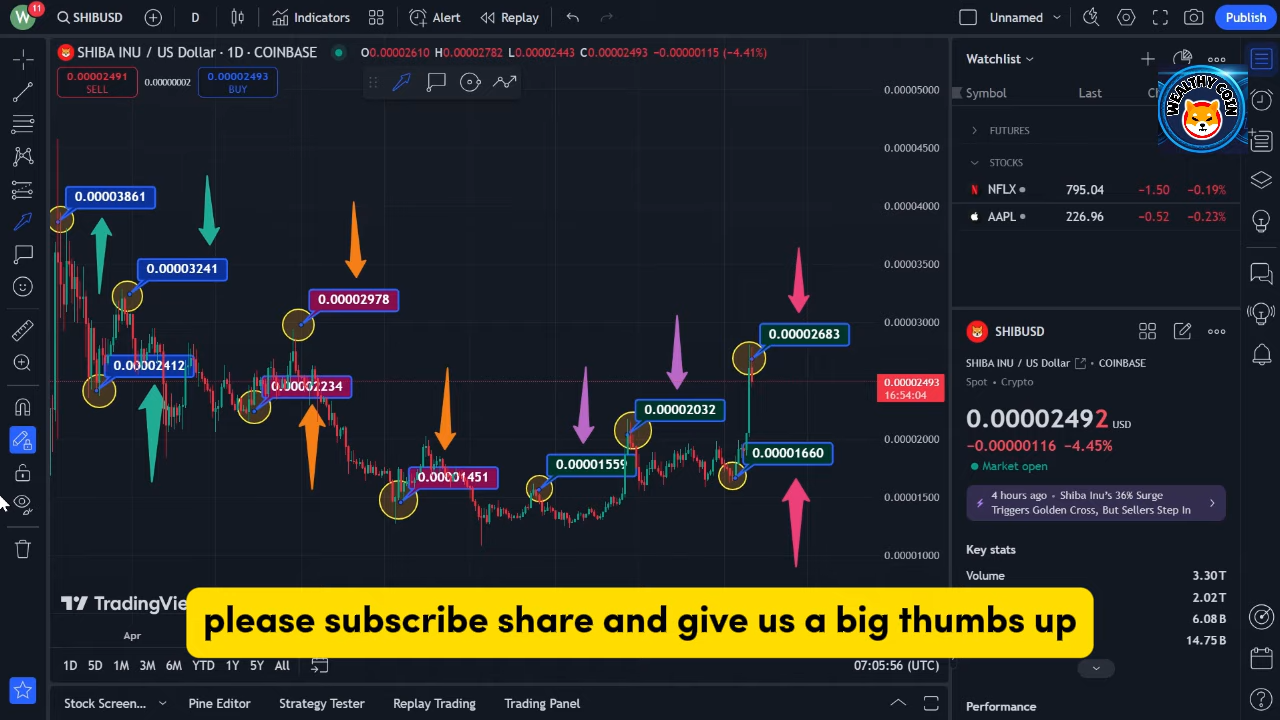 W 11 SHIBUSD D Indicators Alert Replay Unnamed Publish
SHIBA INU / US Dollar · 1D · COINBASE O0.00002610 H0.00002782 L0.00002443 C0.00002493 −0.00000115 (−4.41%)
0.00002491
SELL
0.00000002
0.00002493
BUY
0.00005000
0.00004500
0.00004000
0.00003500
0.00003000
0.00002493
16:54:04
0.00002000
0.00001500
0.00001000
0.00003861
0.00003241
0.00002412
0.00002978
0.00002234
0.00001451
0.00001559
0.00002032
0.00002683
0.00001660
TradingVie
please subscribe share and give us a big thumbs up
Apr
1D 5D 1M 3M 6M YTD 1Y 5Y All
07:05:56 (UTC)
Stock Screen... Pine Editor Strategy Tester Replay Trading Trading Panel
Watchlist
WEALTHY COIN
Symbol Last Ch
FUTURES
STOCKS
NFLX 795.04 −1.50 −0.19%
AAPL 226.96 −0.52 −0.23%
SHIBUSD
SHIBA INU / US Dollar · COINBASE
Spot · Crypto
0.00002492 USD
−0.00000116 −4.45%
Market open
4 hours ago · Shiba Inu's 36% Surge
Triggers Golden Cross, But Sellers Step In
Key stats
Volume 3.30T
2.02T
6.08B
14.75B
Performance